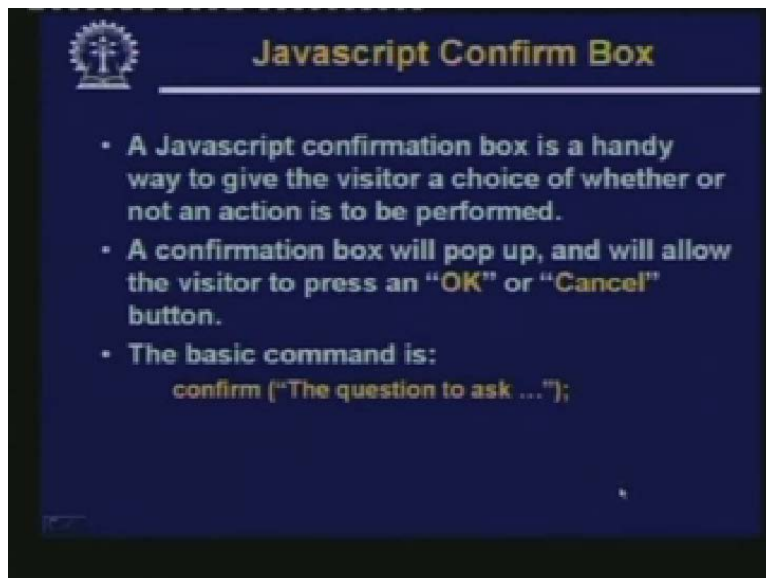 Javascript Confirm Box
• A Javascript confirmation box is a handy
way to give the visitor a choice of whether or
not an action is to be performed.
• A confirmation box will pop up, and will allow
the visitor to press an “OK” or “Cancel”
button.
• The basic command is:
confirm (“The question to ask ...”);